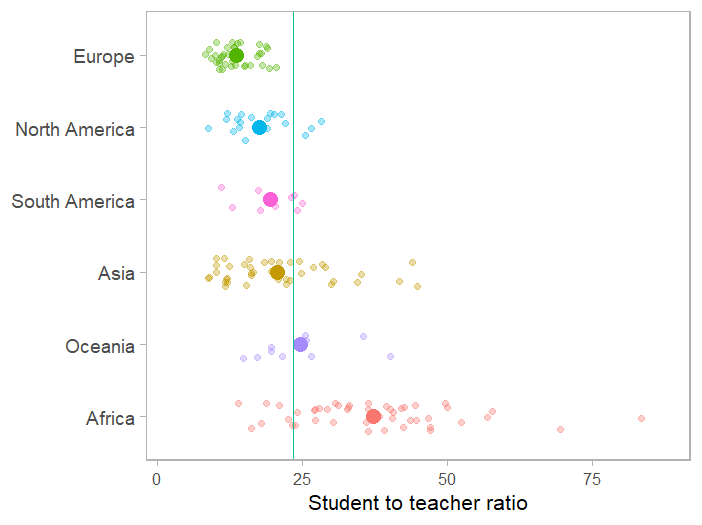 Europe
North America
South America
Asia
Oceania
Africa
0 25 50 75
Student to teacher ratio